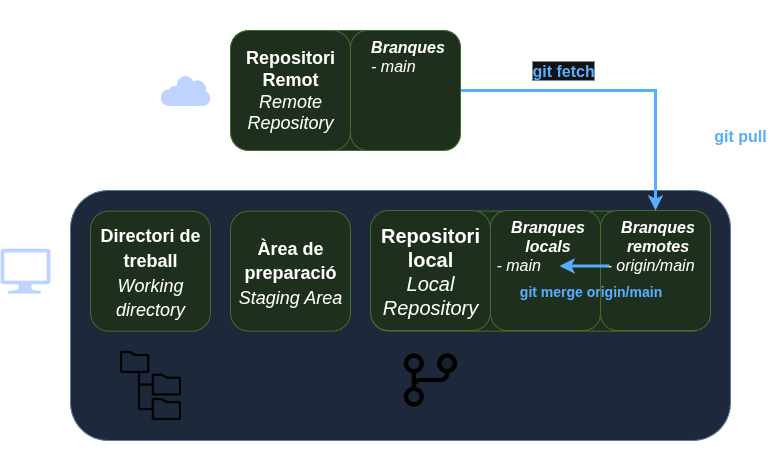 Repositori
Remot
Remote
Repository
Branques
- main
git fetch
git pull
Directori de
treball
Working
directory
Àrea de
preparació
Staging Area
Repositori
local
Local
Repository
Branques
locals
- main
Branques
remotes
- origin/main
git merge origin/main